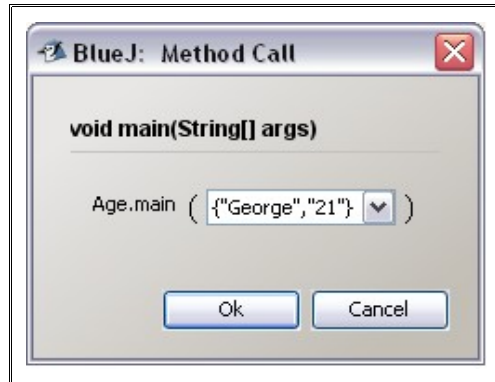 BlueJ: Method Call
void main(String[] args)
Age.main ( {"George","21"} )
Ok Cancel